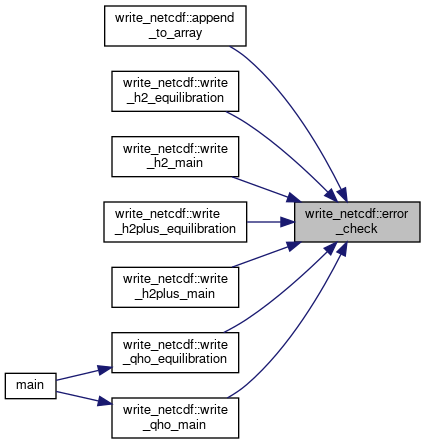 write_netcdf::append
_to_array
write_netcdf::write
_h2_equilibration
write_netcdf::write
_h2_main
write_netcdf::error
_check
write_netcdf::write
_h2plus_equilibration
write_netcdf::write
_h2plus_main
write_netcdf::write
_qho_equilibration
main
write_netcdf::write
_qho_main